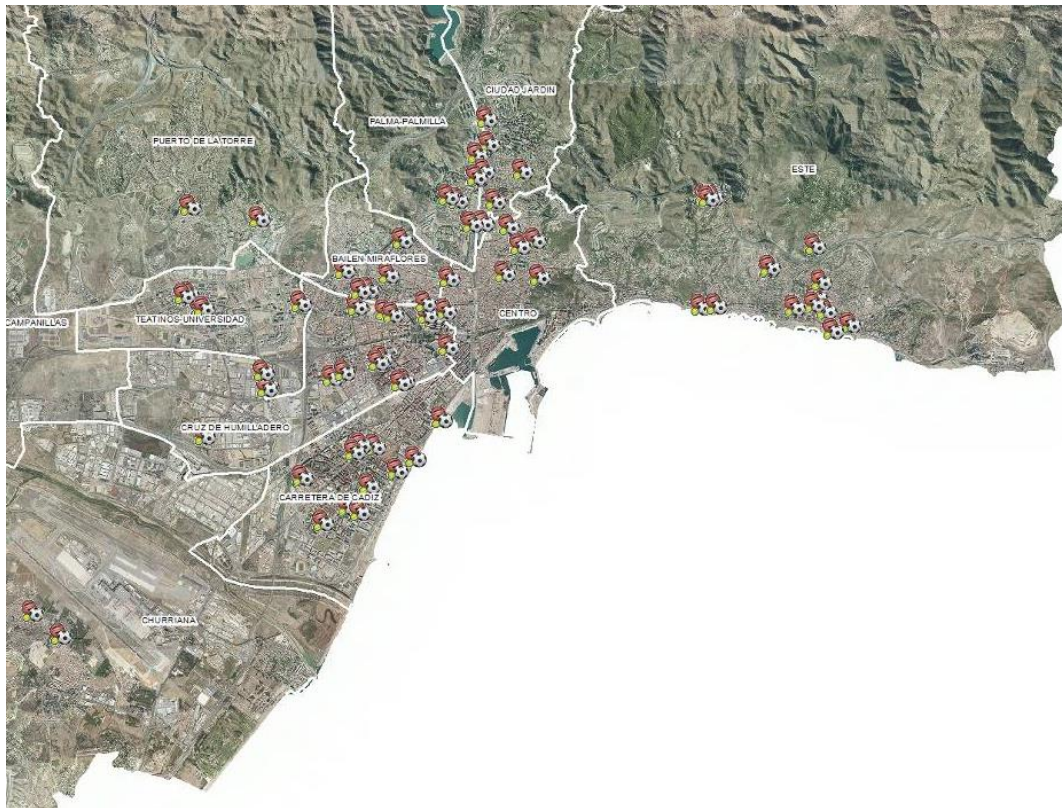 CIUDAD JARDIN
PALMA-PALMILLA
PUERTO DE LA TORRE
ESTE
BAILEN-MIRAFLORES
CENTRO
TEATINOS-UNIVERSIDAD
CAMPANILLAS
CRUZ DE HUMILLADERO
CARRETERA DE CADIZ
CHURRIANA